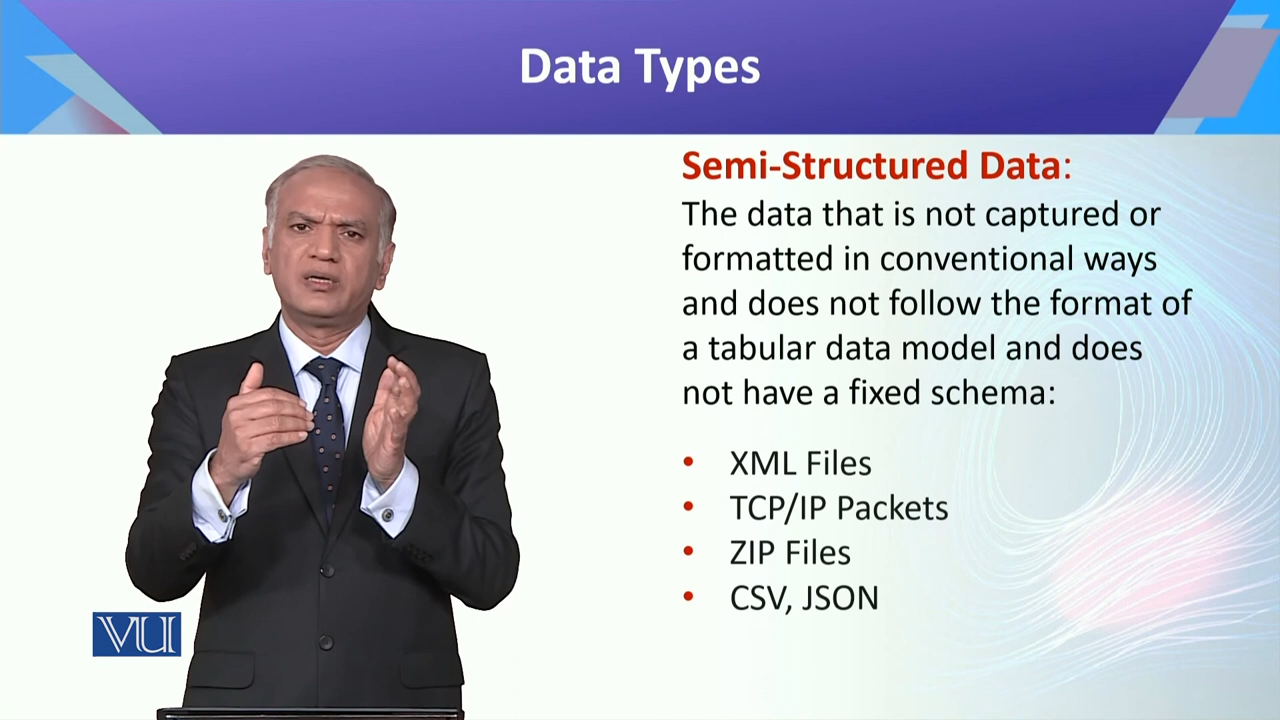 Data Types
Semi-Structured Data:
The data that is not captured or
formatted in conventional ways
and does not follow the format of
a tabular data model and does
not have a fixed schema:
• XML Files
• TCP/IP Packets
• ZIP Files
• CSV, JSON
VU